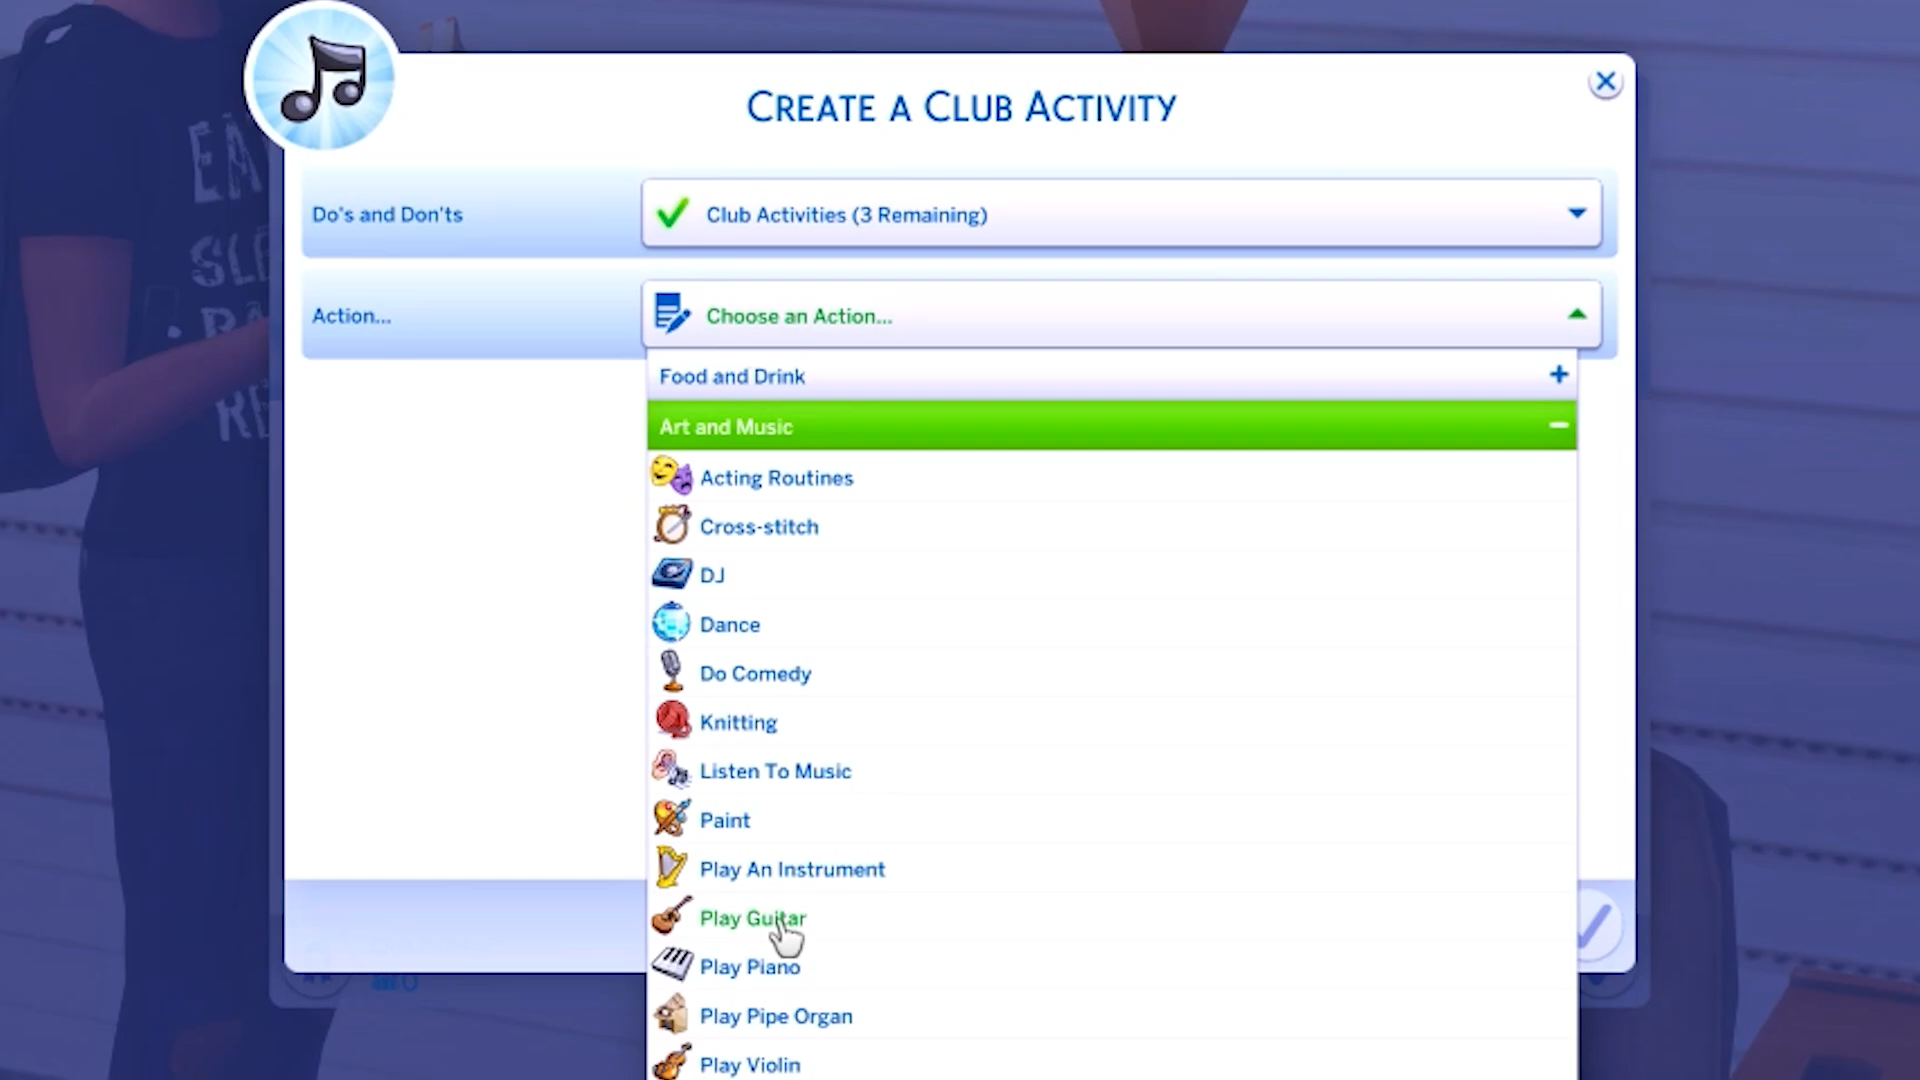 CREATE A CLUB ACTIVITY
Do's and Don'ts
Club Activities (3 Remaining)
Action...
Choose an Action...
Food and Drink
Art and Music
Acting Routines
Cross-stitch
DJ
Dance
Do Comedy
Knitting
Listen To Music
Paint
Play An Instrument
Play Guitar
Play Piano
Play Pipe Organ
Play Violin